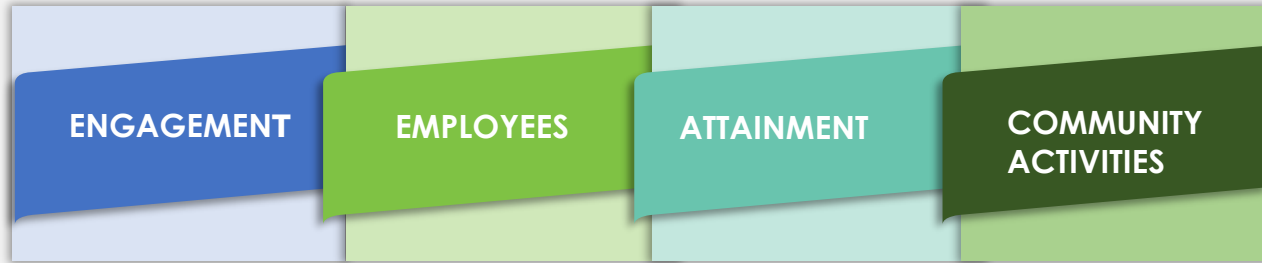 ENGAGEMENT
EMPLOYEES
ATTAINMENT
COMMUNITY
ACTIVITIES